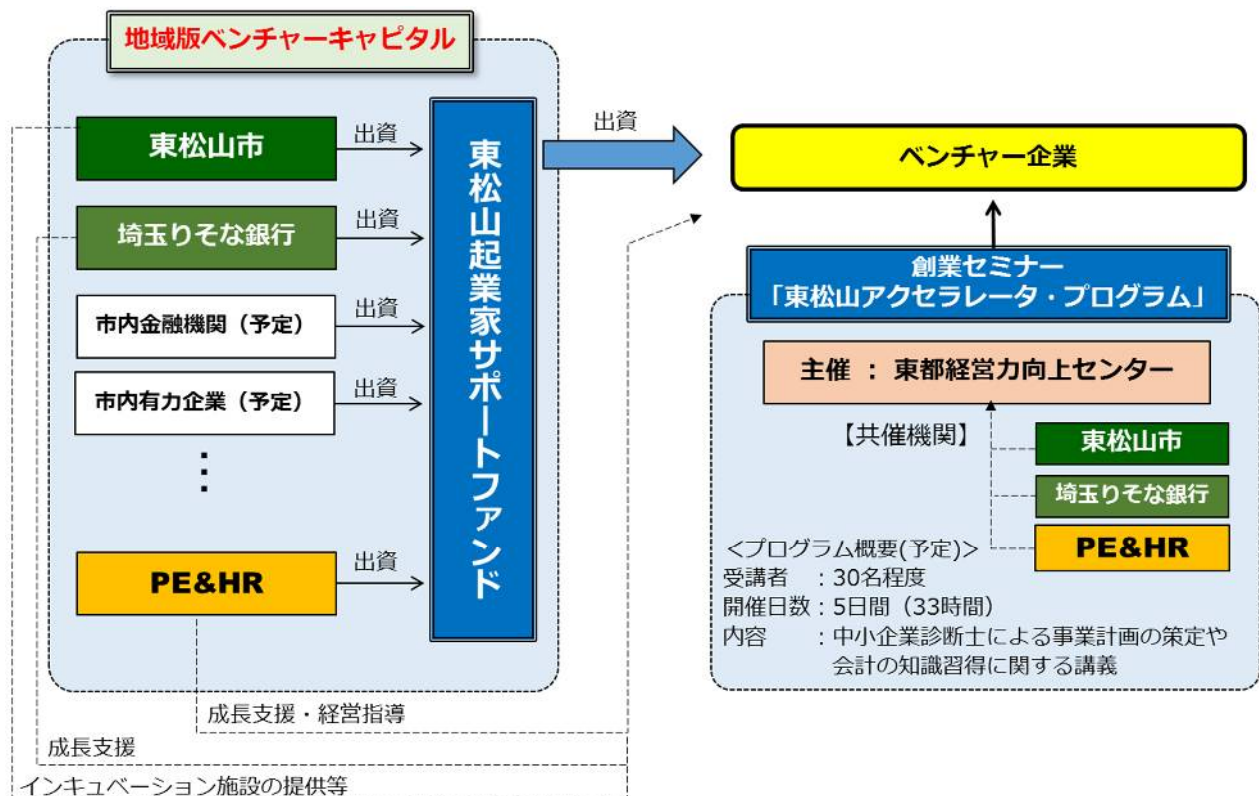 地域版ベンチャーキャピタル
東松山市
出資
埼玉りそな銀行
出資
市内金融機関（予定）
出資
市内有力企業（予定）
出資
PE&HR
出資
東松山起業家サポートファンド
出資
ベンチャー企業
創業セミナー
「東松山アクセラレータ・プログラム」
主催 ： 東都経営力向上センター
【共催機関】
東松山市
埼玉りそな銀行
PE&HR
＜プログラム概要(予定)＞
受講者 ：30名程度
開催日数：5日間（33時間）
内容 ：中小企業診断士による事業計画の策定や
会計の知識習得に関する講義
成長支援・経営指導
成長支援
インキュベーション施設の提供等